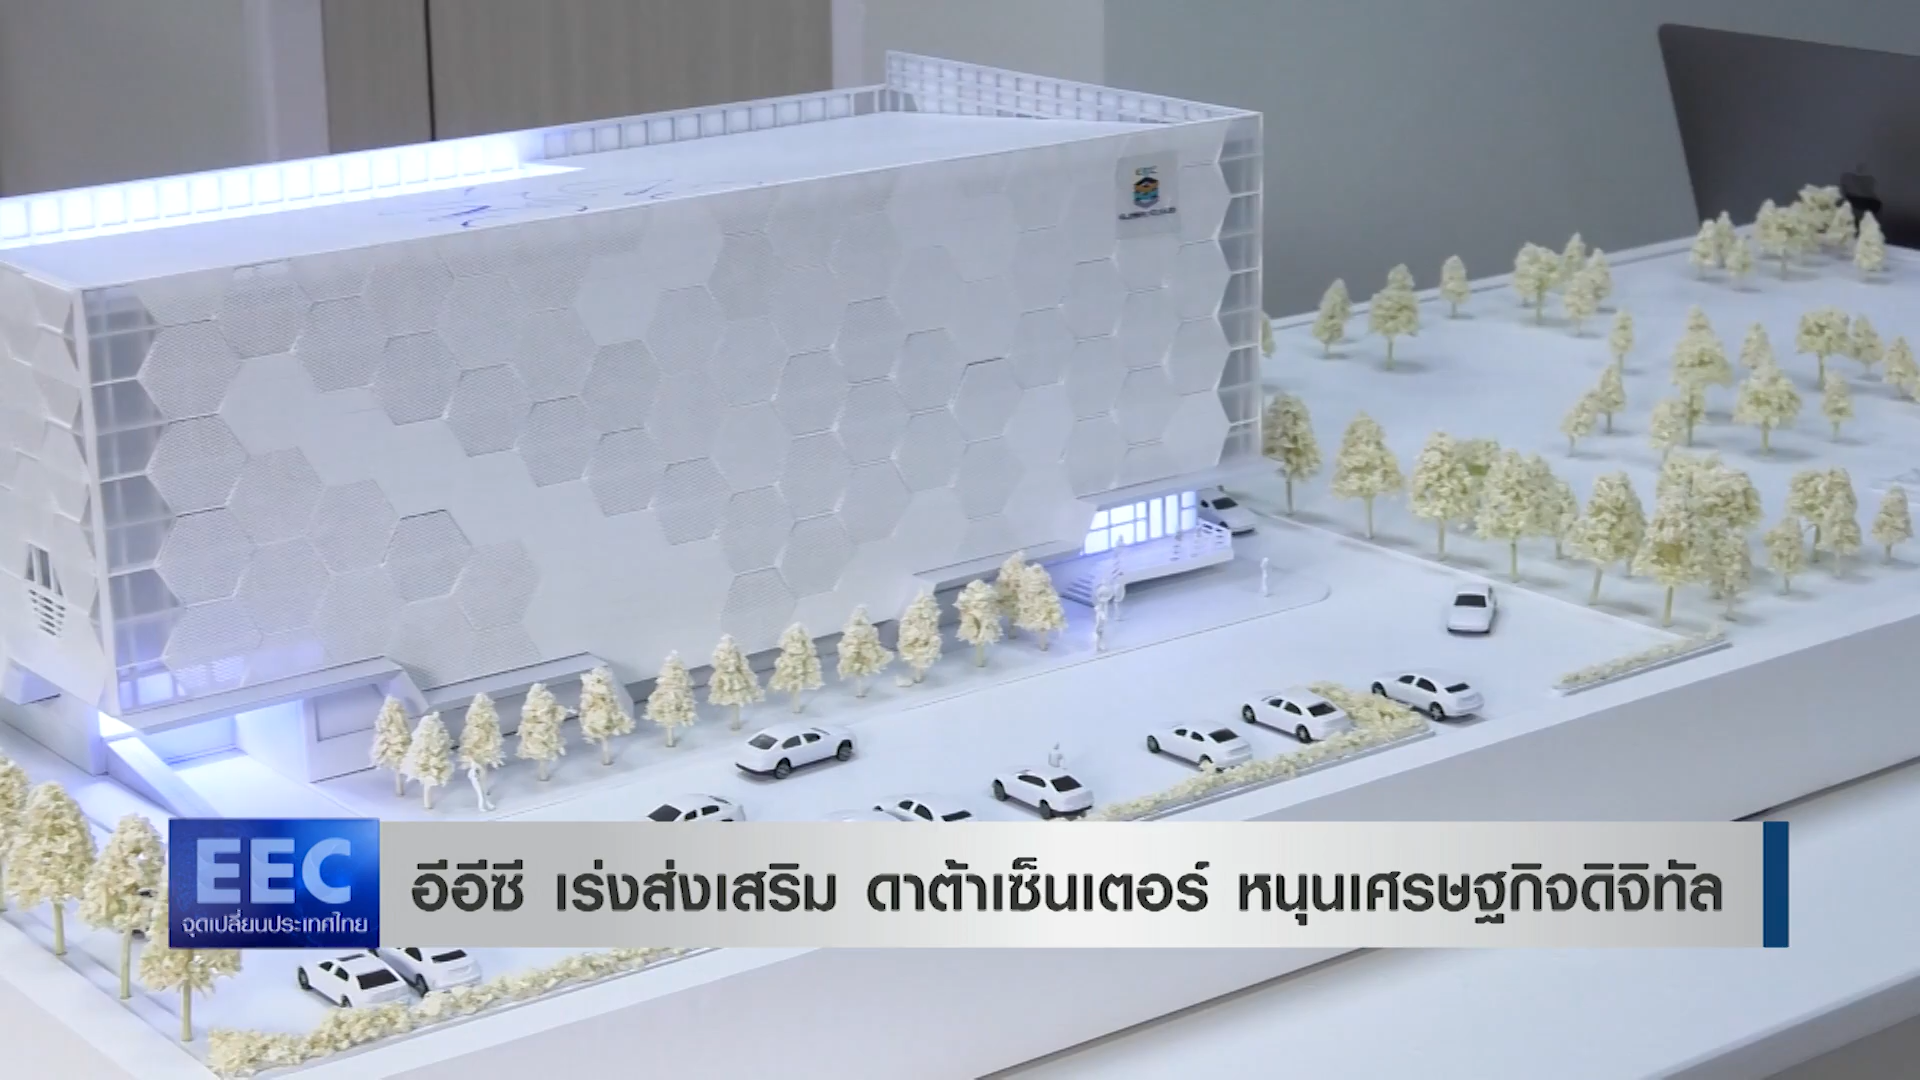 EEC
จุดเปลี่ยนประเทศไทย
อีอีซี เร่งส่งเสริม ดาต้าเซ็นเตอร์ หนุนเศรษฐกิจดิจิทัล